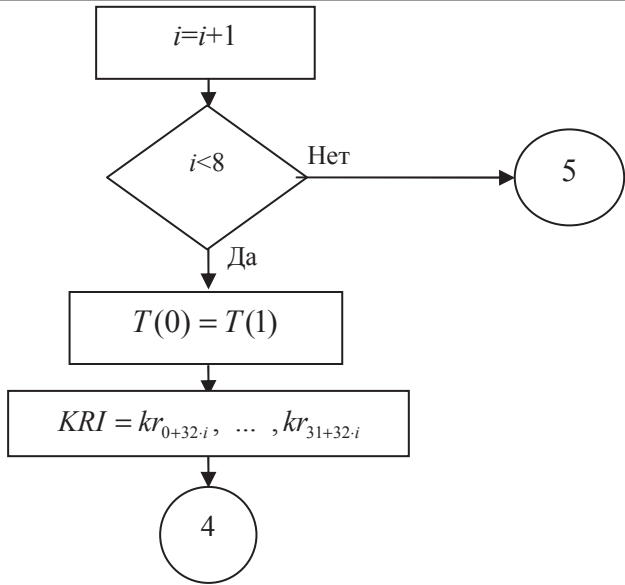 i=i+1
i<8
Нет
5
Да
T(0) = T(1)
KRI = kr₀₊₃₂.ᵢ, ... ,kr₃₁₊₃₂.ᵢ
4